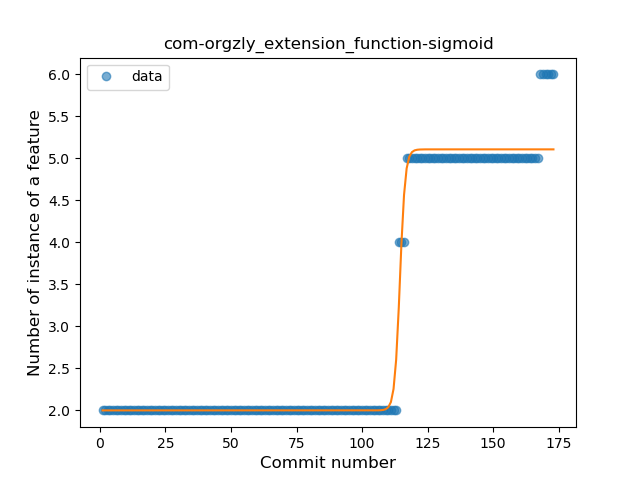 com-orgzly_extension_function-sigmoid
data
Number of instance of a feature
6.0
5.5
5.0
4.5
4.0
3.5
3.0
2.5
2.0
0 25 50 75 100 125 150 175
Commit number